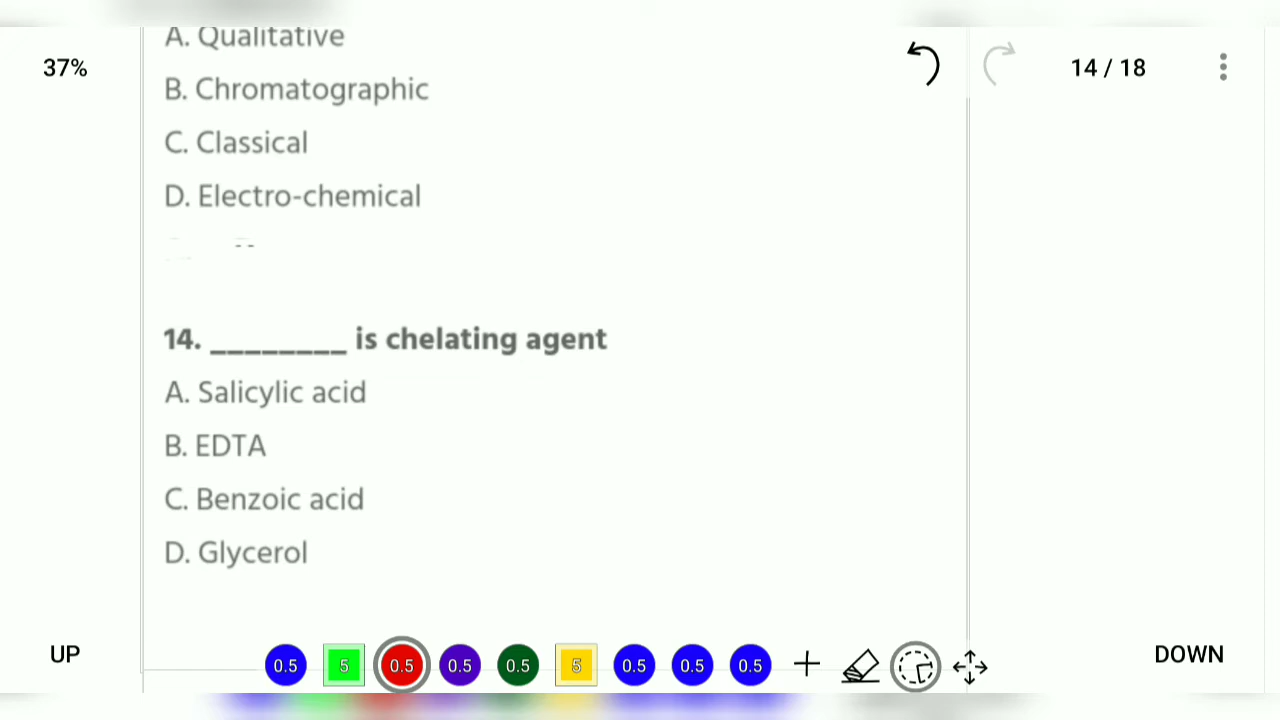 A. Qualitative
37%
14 / 18
B. Chromatographic
C. Classical
D. Electro-chemical
14. ________ is chelating agent
A. Salicylic acid
B. EDTA
C. Benzoic acid
D. Glycerol
UP
DOWN
0.5 5 0.5 0.5 0.5 5 0.5 0.5 0.5